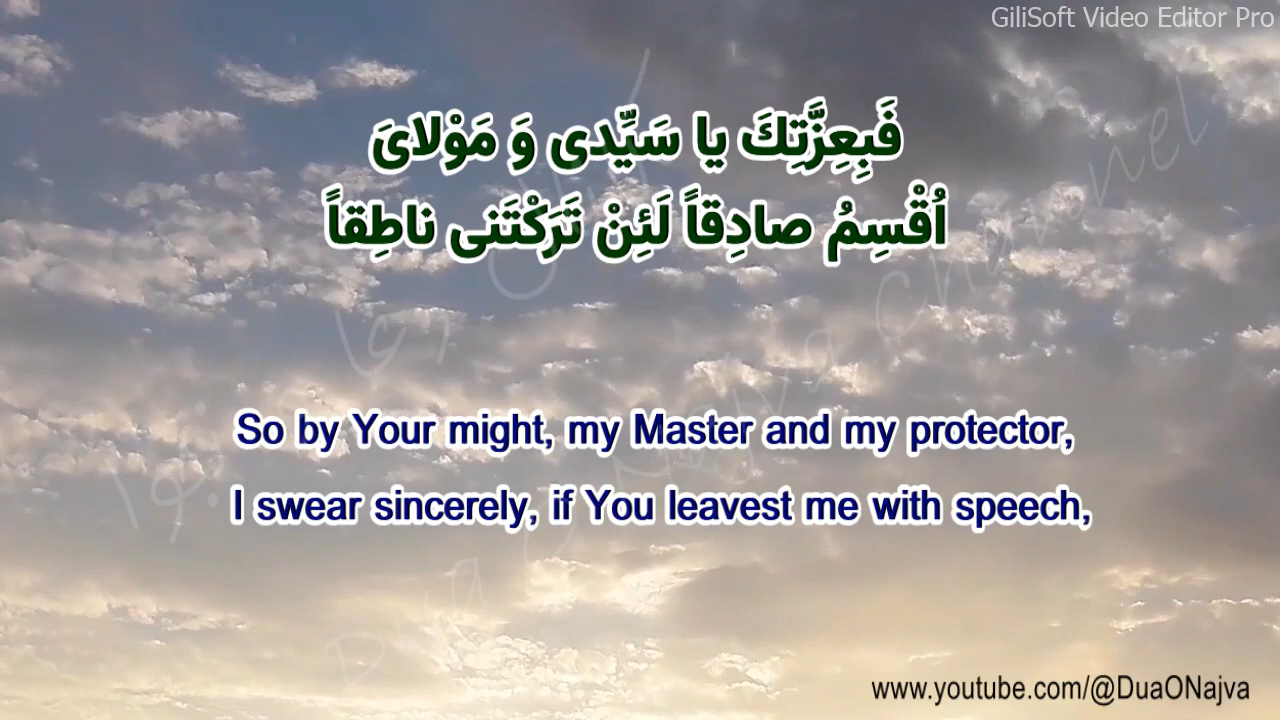 GiliSoft Video Editor Pro
فَبِعِزَّتِكَ يا سَيِّدى وَ مَوْلاىَ
اُقْسِمُ صادِقاً لَئِنْ تَرَكْتَنى ناطِقاً
So by Your might, my Master and my protector,
I swear sincerely, if You leavest me with speech,
www.youtube.com/@DuaONajva